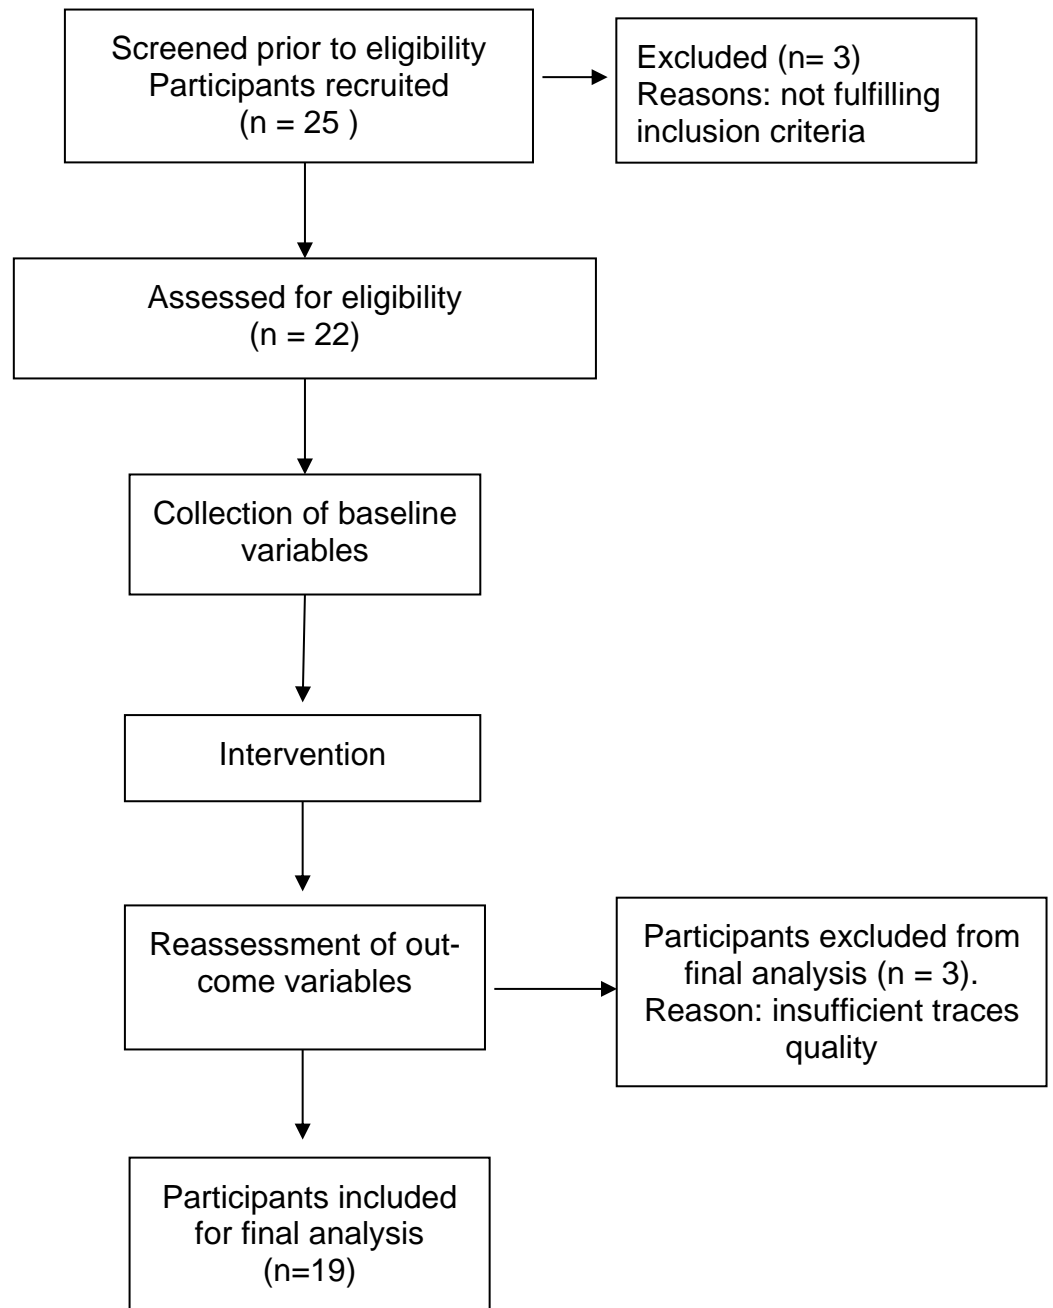 Screened prior to eligibility
Participants recruited
(n = 25 )
Excluded (n= 3)
Reasons: not fulfilling
inclusion criteria
Assessed for eligibility
(n = 22)
Collection of baseline
variables
Intervention
Reassessment of out-
come variables
Participants excluded from
final analysis (n = 3).
Reason: insufficient traces
quality
Participants included
for final analysis
(n=19)